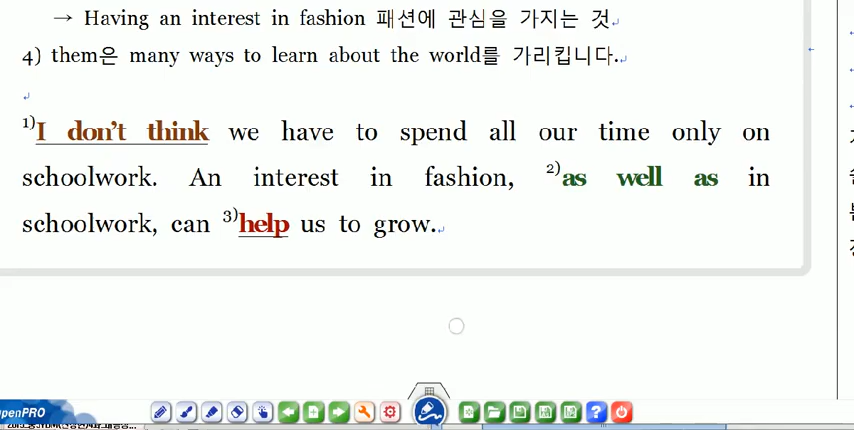 → Having an interest in fashion 패션에 관심을 가지는 것
4) them은 many ways to learn about the world를 가리킵니다.
1)I don't think we have to spend all our time only on
schoolwork. An interest in fashion, 2)as well as in
schoolwork, can 3)help us to grow.
penPRO